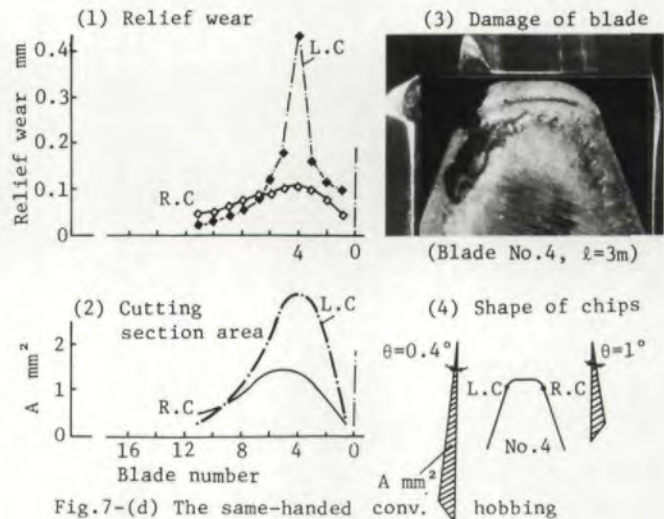 (1) Relief wear
Relief wear mm
0.4
0.3
0.2
0.1
0
L.C
R.C
4 0
(3) Damage of blade
(Blade No.4, ℓ=3m)
(2) Cutting
section area
A mm²
2
1
0
L.C
R.C
16 12 8 4 0
Blade number
(4) Shape of chips
θ=0.4° θ=1°
L.C R.C
No.4
A mm²
Fig.7-(d) The same-handed conv. hobbing